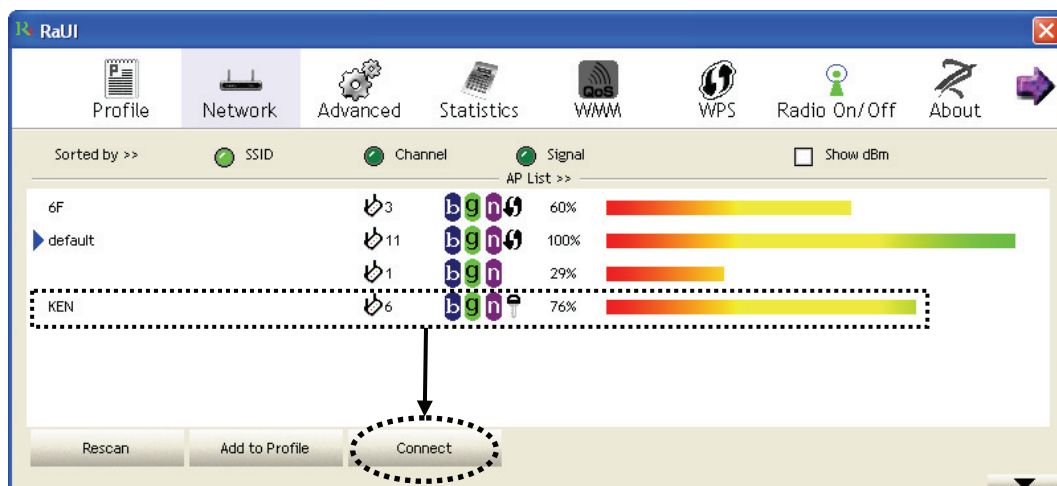 RaUI
Profile Network Advanced Statistics WMM WPS Radio On/Off About
QoS
Sorted by >> SSID Channel Signal Show dBm
AP List >>
6F 3 b g n 60%
default 11 b g n 100%
1 b g n 29%
KEN 6 b g n 76%
Rescan Add to Profile Connect